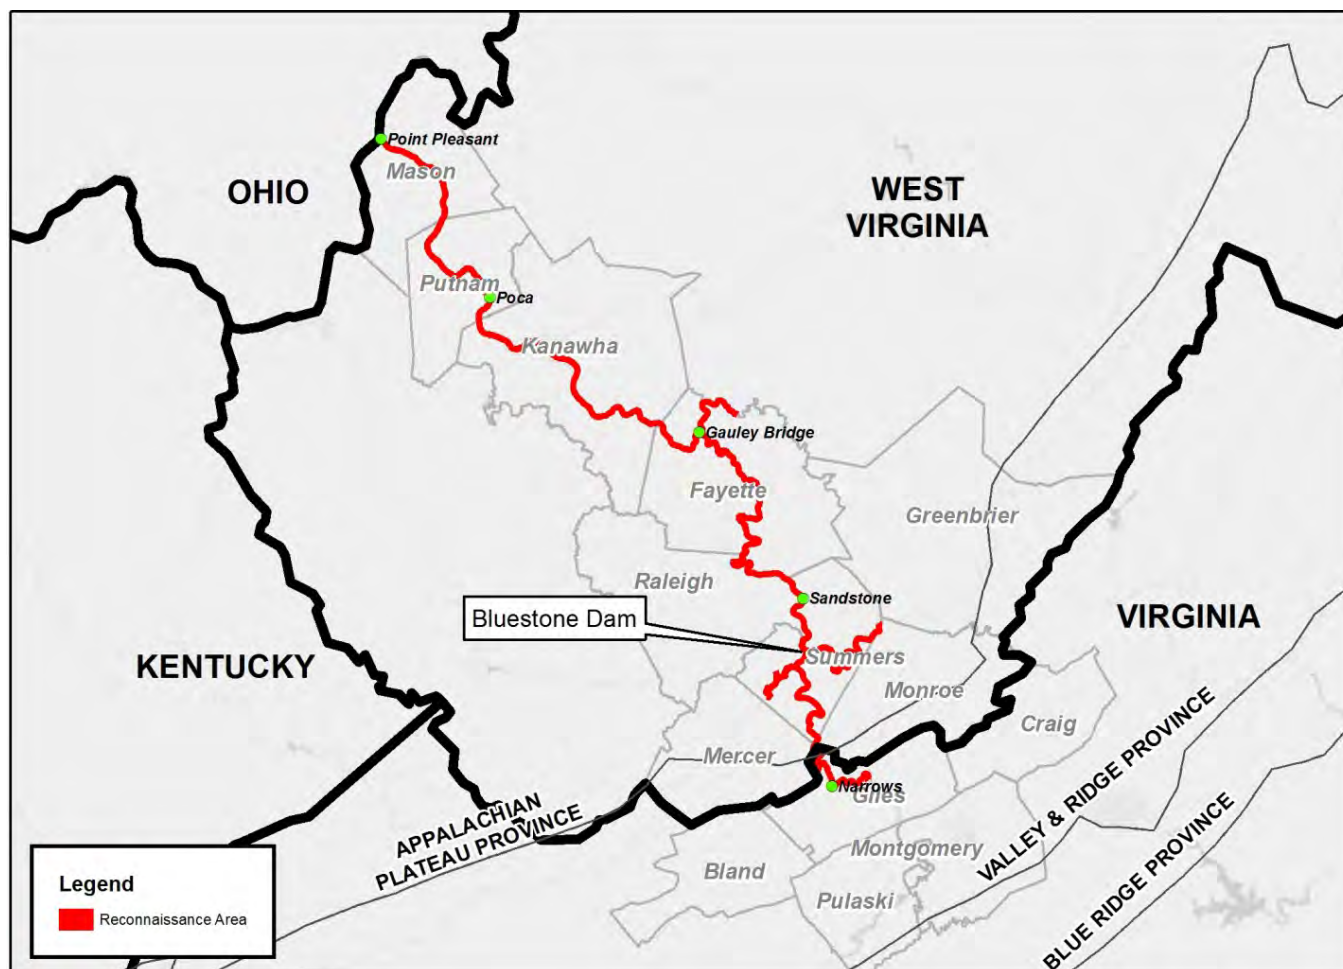 Point Pleasant
Mason
OHIO
WEST
VIRGINIA
Putnam
Poca
Kanawha
Gauley Bridge
Fayette
Greenbrier
Raleigh
Sandstone
Bluestone Dam
Summers
VIRGINIA
KENTUCKY
Monroe
Craig
Mercer
Narrows
Giles
APPALACHIAN
PLATEAU PROVINCE
VALLEY & RIDGE PROVINCE
BLUE RIDGE PROVINCE
Montgomery
Bland
Pulaski
Legend
Reconnaissance Area